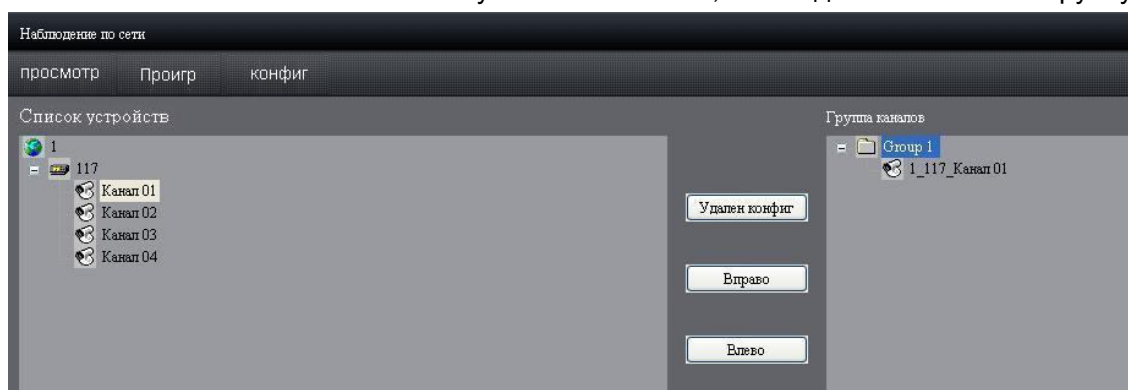 Наблюдение по сети
просмотр Проигр конфиг
Список устройств
1
117
Канал 01
Канал 02
Канал 03
Канал 04
Удален конфиг
Вправо
Влево
Группа каналов
Group 1
1_117_Канал 01